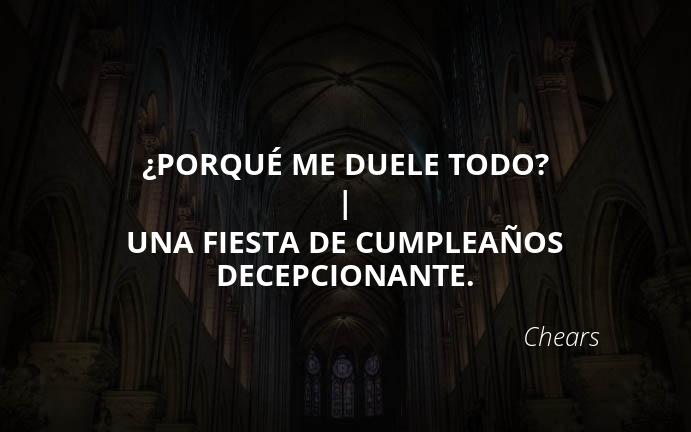 ¿PORQUÉ ME DUELE TODO?
|
UNA FIESTA DE CUMPLEAÑOS
DECEPCIONANTE.
Chears